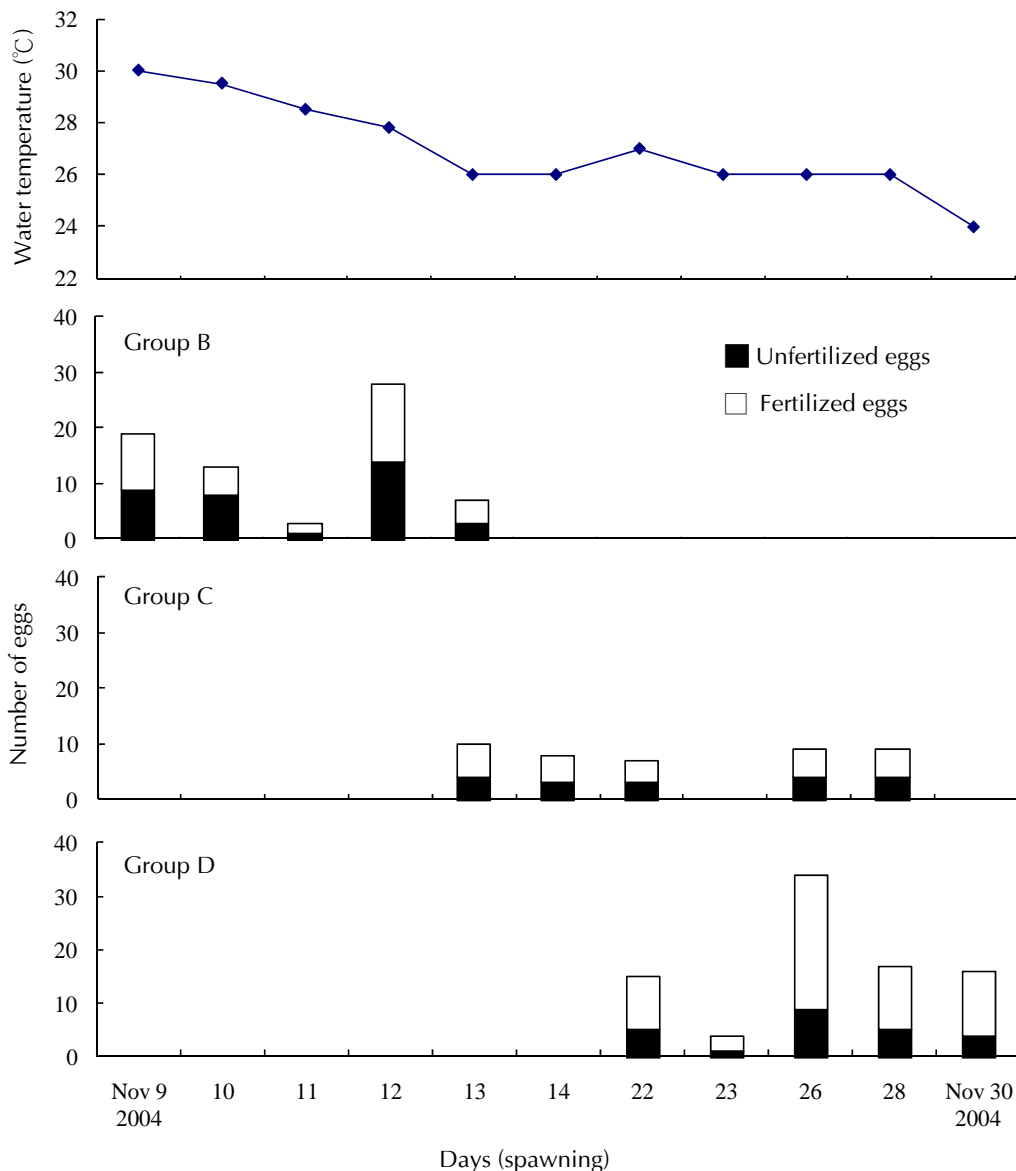 32
30
28
26
24
22
Water temperature (℃)
40
30
20
10
0
Group B
Unfertilized eggs
Fertilized eggs
40
30
20
10
0
Group C
Number of eggs
40
30
20
10
0
Group D
Nov 9 10 11 12 13 14 22 23 26 28 Nov 30
2004 2004
Days (spawning)